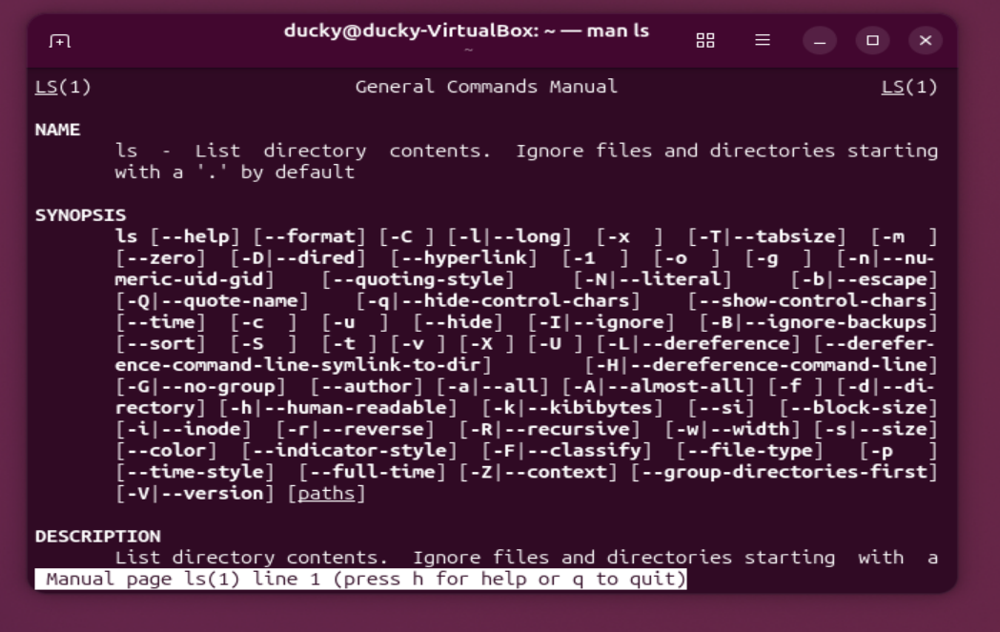 ducky@ducky-VirtualBox: ~ — man ls
~
LS(1) General Commands Manual LS(1)
NAME
ls - List directory contents. Ignore files and directories starting
with a '.' by default
SYNOPSIS
ls [--help] [--format] [-C ] [-l|--long] [-x ] [-T|--tabsize] [-m ]
[--zero] [-D|--dired] [--hyperlink] [-1 ] [-o ] [-g ] [-n|--nu-
meric-uid-gid] [--quoting-style] [-N|--literal] [-b|--escape]
[-Q|--quote-name] [-q|--hide-control-chars] [--show-control-chars]
[--time] [-c ] [-u ] [--hide] [-I|--ignore] [-B|--ignore-backups]
[--sort] [-S ] [-t ] [-v ] [-X ] [-U ] [-L|--dereference] [--derefer-
ence-command-line-symlink-to-dir] [-H|--dereference-command-line]
[-G|--no-group] [--author] [-a|--all] [-A|--almost-all] [-f ] [-d|--di-
rectory] [-h|--human-readable] [-k|--kibibytes] [--si] [--block-size]
[-i|--inode] [-r|--reverse] [-R|--recursive] [-w|--width] [-s|--size]
[--color] [--indicator-style] [-F|--classify] [--file-type] [-p ]
[--time-style] [--full-time] [-Z|--context] [--group-directories-first]
[-V|--version] [paths]
DESCRIPTION
List directory contents. Ignore files and directories starting with a
Manual page ls(1) line 1 (press h for help or q to quit)